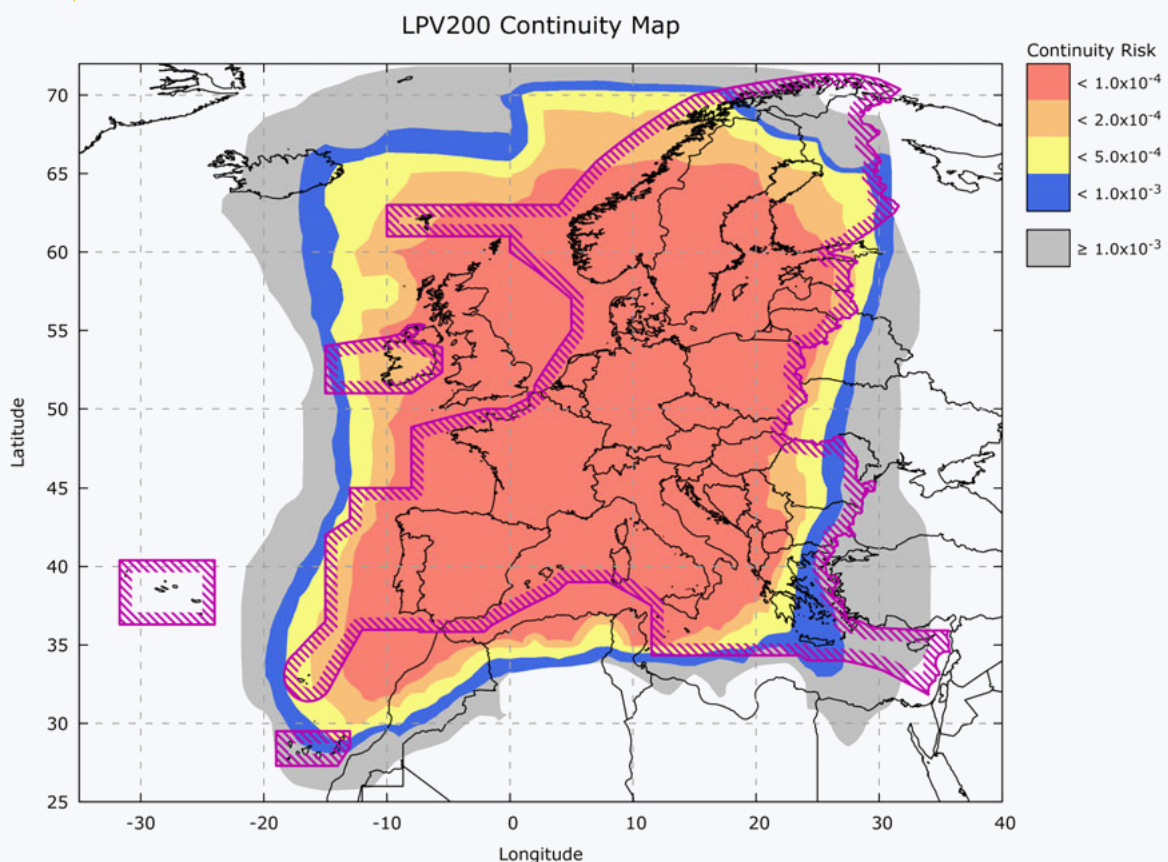 LPV200 Continuity Map
Continuity Risk
< 1.0x10⁻⁴
< 2.0x10⁻⁴
< 5.0x10⁻⁴
< 1.0x10⁻³
≥ 1.0x10⁻³
Latitude
70
65
60
55
50
45
40
35
30
25
-30 -20 -10 0 10 20 30 40
Longitude